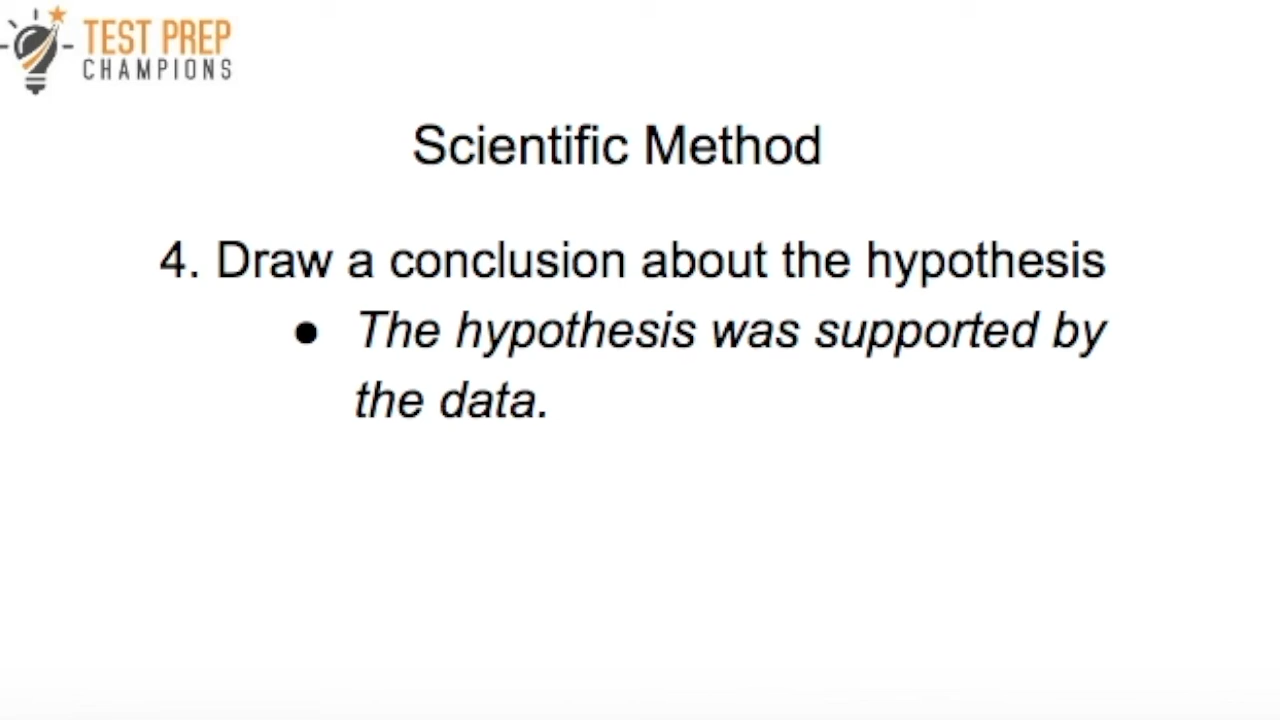 TEST PREP
CHAMPIONS
Scientific Method
4. Draw a conclusion about the hypothesis
● The hypothesis was supported by
the data.